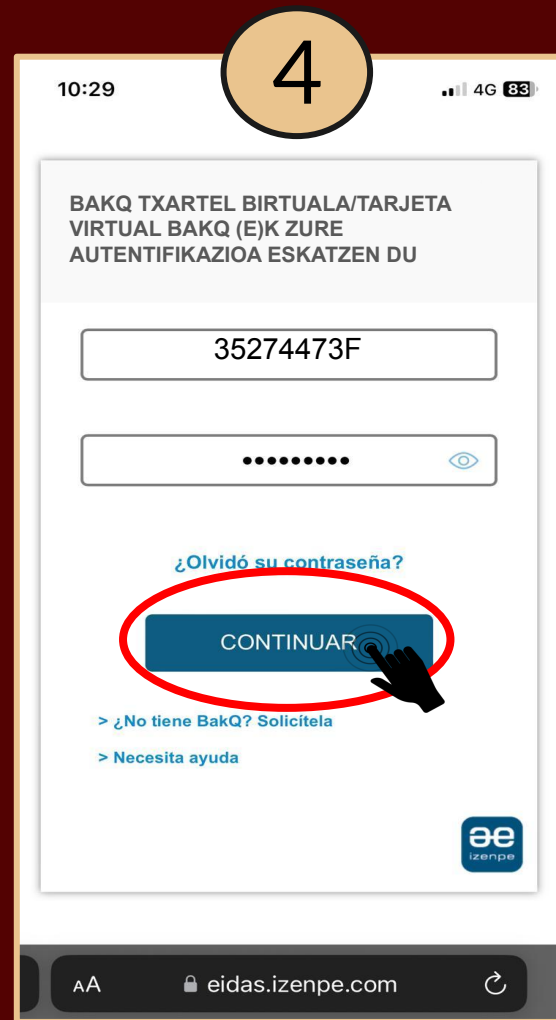 4
10:29
4G 83
BAKQ TXARTEL BIRTUALA/TARJETA
VIRTUAL BAKQ (E)K ZURE
AUTENTIFIKAZIOA ESKATZEN DU
35274473F
•••••••••
¿Olvidó su contraseña?
CONTINUAR
> ¿No tiene BakQ? Solicítela
> Necesita ayuda
izenpe
AA eidas.izenpe.com